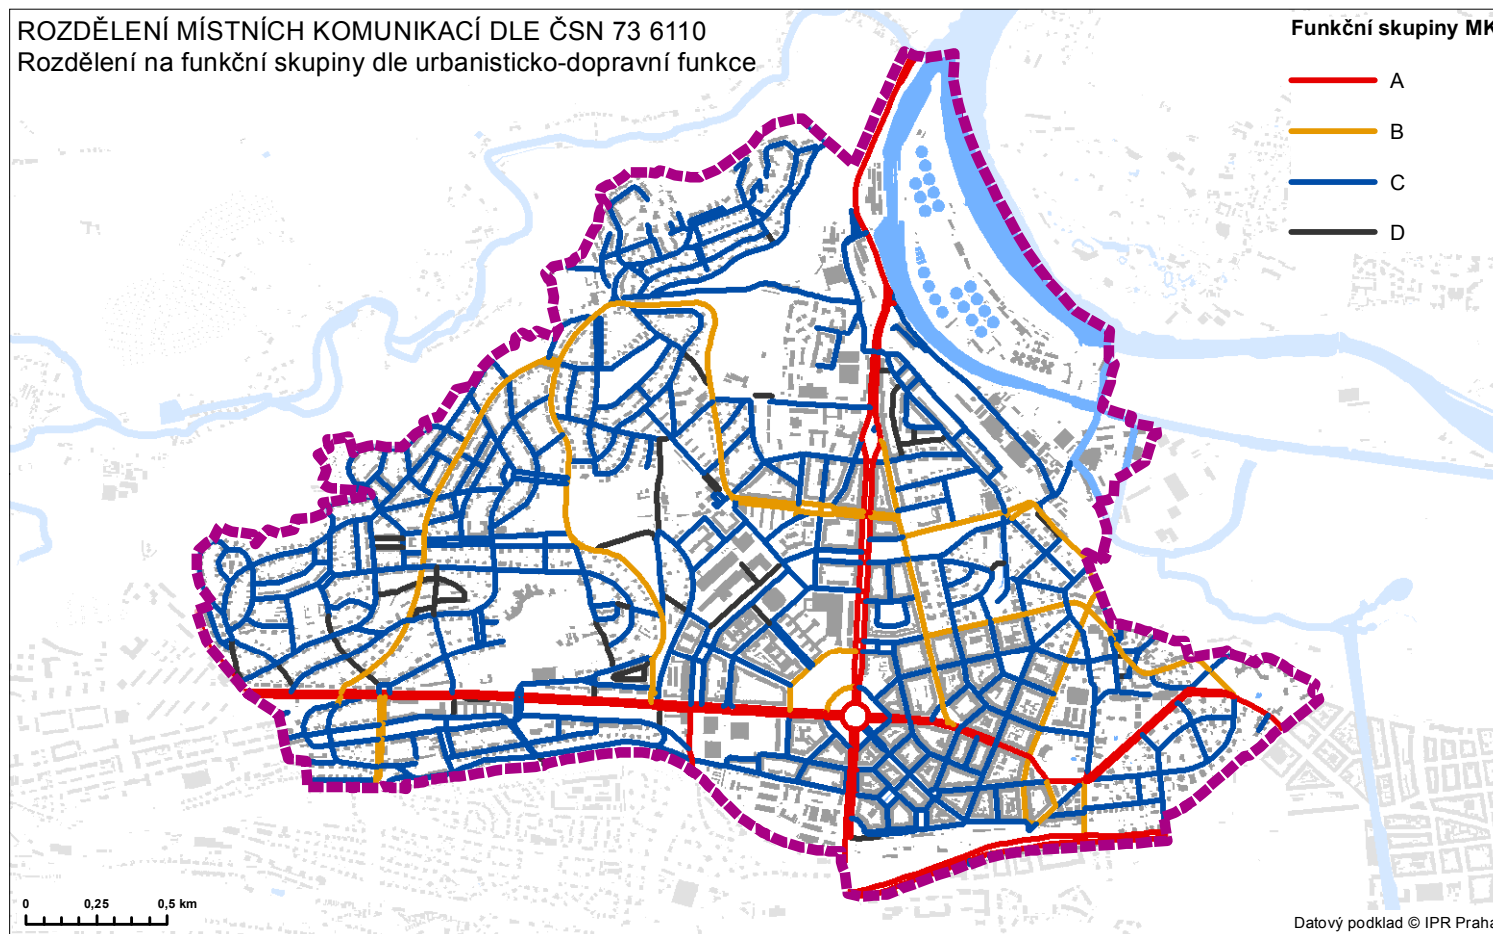 ROZDĚLENÍ MÍSTNÍCH KOMUNIKACÍ DLE ČSN 73 6110
Rozdělení na funkční skupiny dle urbanisticko-dopravní funkce
Funkční skupiny MK
A
B
C
D
0 0,25 0,5 km
Datový podklad © IPR Praha